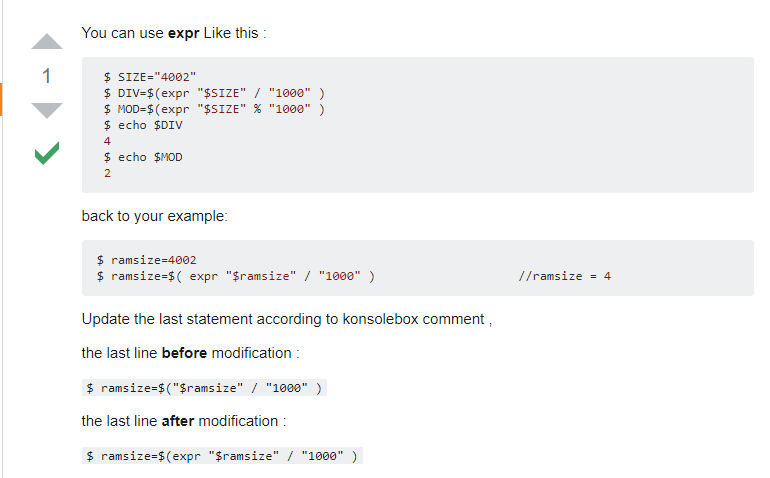 You can use expr Like this :
1
$ SIZE="4002"
$ DIV=$(expr "$SIZE" / "1000" )
$ MOD=$(expr "$SIZE" % "1000" )
$ echo $DIV
4
$ echo $MOD
2
back to your example:
$ ramsize=4002
$ ramsize=$( expr "$ramsize" / "1000" )                    //ramsize = 4
Update the last statement according to konsolebox comment ,
the last line before modification :
$ ramsize=$("$ramsize" / "1000" )
the last line after modification :
$ ramsize=$(expr "$ramsize" / "1000" )